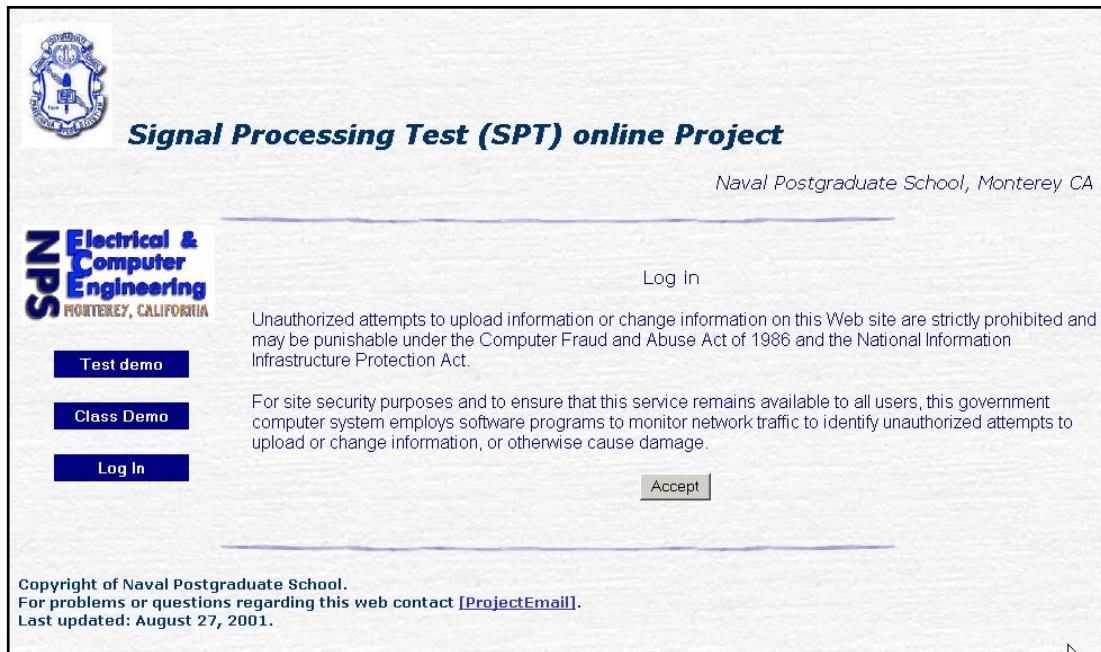 Signal Processing Test (SPT) online Project
Naval Postgraduate School, Monterey CA
NPS
Electrical &
Computer
Engineering
MONTEREY, CALIFORNIA
Test demo
Class Demo
Log In
Log in
Unauthorized attempts to upload information or change information on this Web site are strictly prohibited and
may be punishable under the Computer Fraud and Abuse Act of 1986 and the National Information
Infrastructure Protection Act.
For site security purposes and to ensure that this service remains available to all users, this government
computer system employs software programs to monitor network traffic to identify unauthorized attempts to
upload or change information, or otherwise cause damage.
Accept
Copyright of Naval Postgraduate School.
For problems or questions regarding this web contact [ProjectEmail].
Last updated: August 27, 2001.